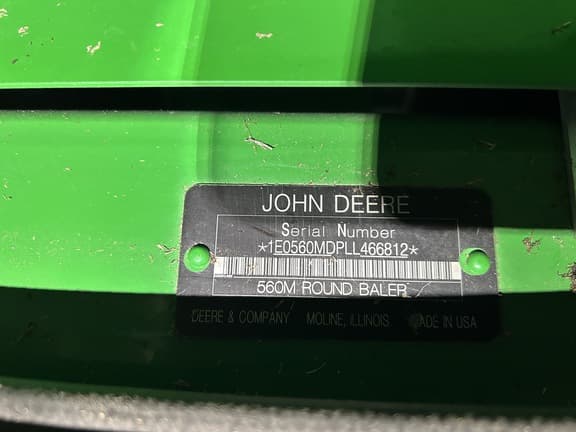 JOHN DEERE
Serial Number
*1E0560MDPLL466812*
560M ROUND BALER
DEERE & COMPANY MOLINE, ILLINOIS MADE IN USA